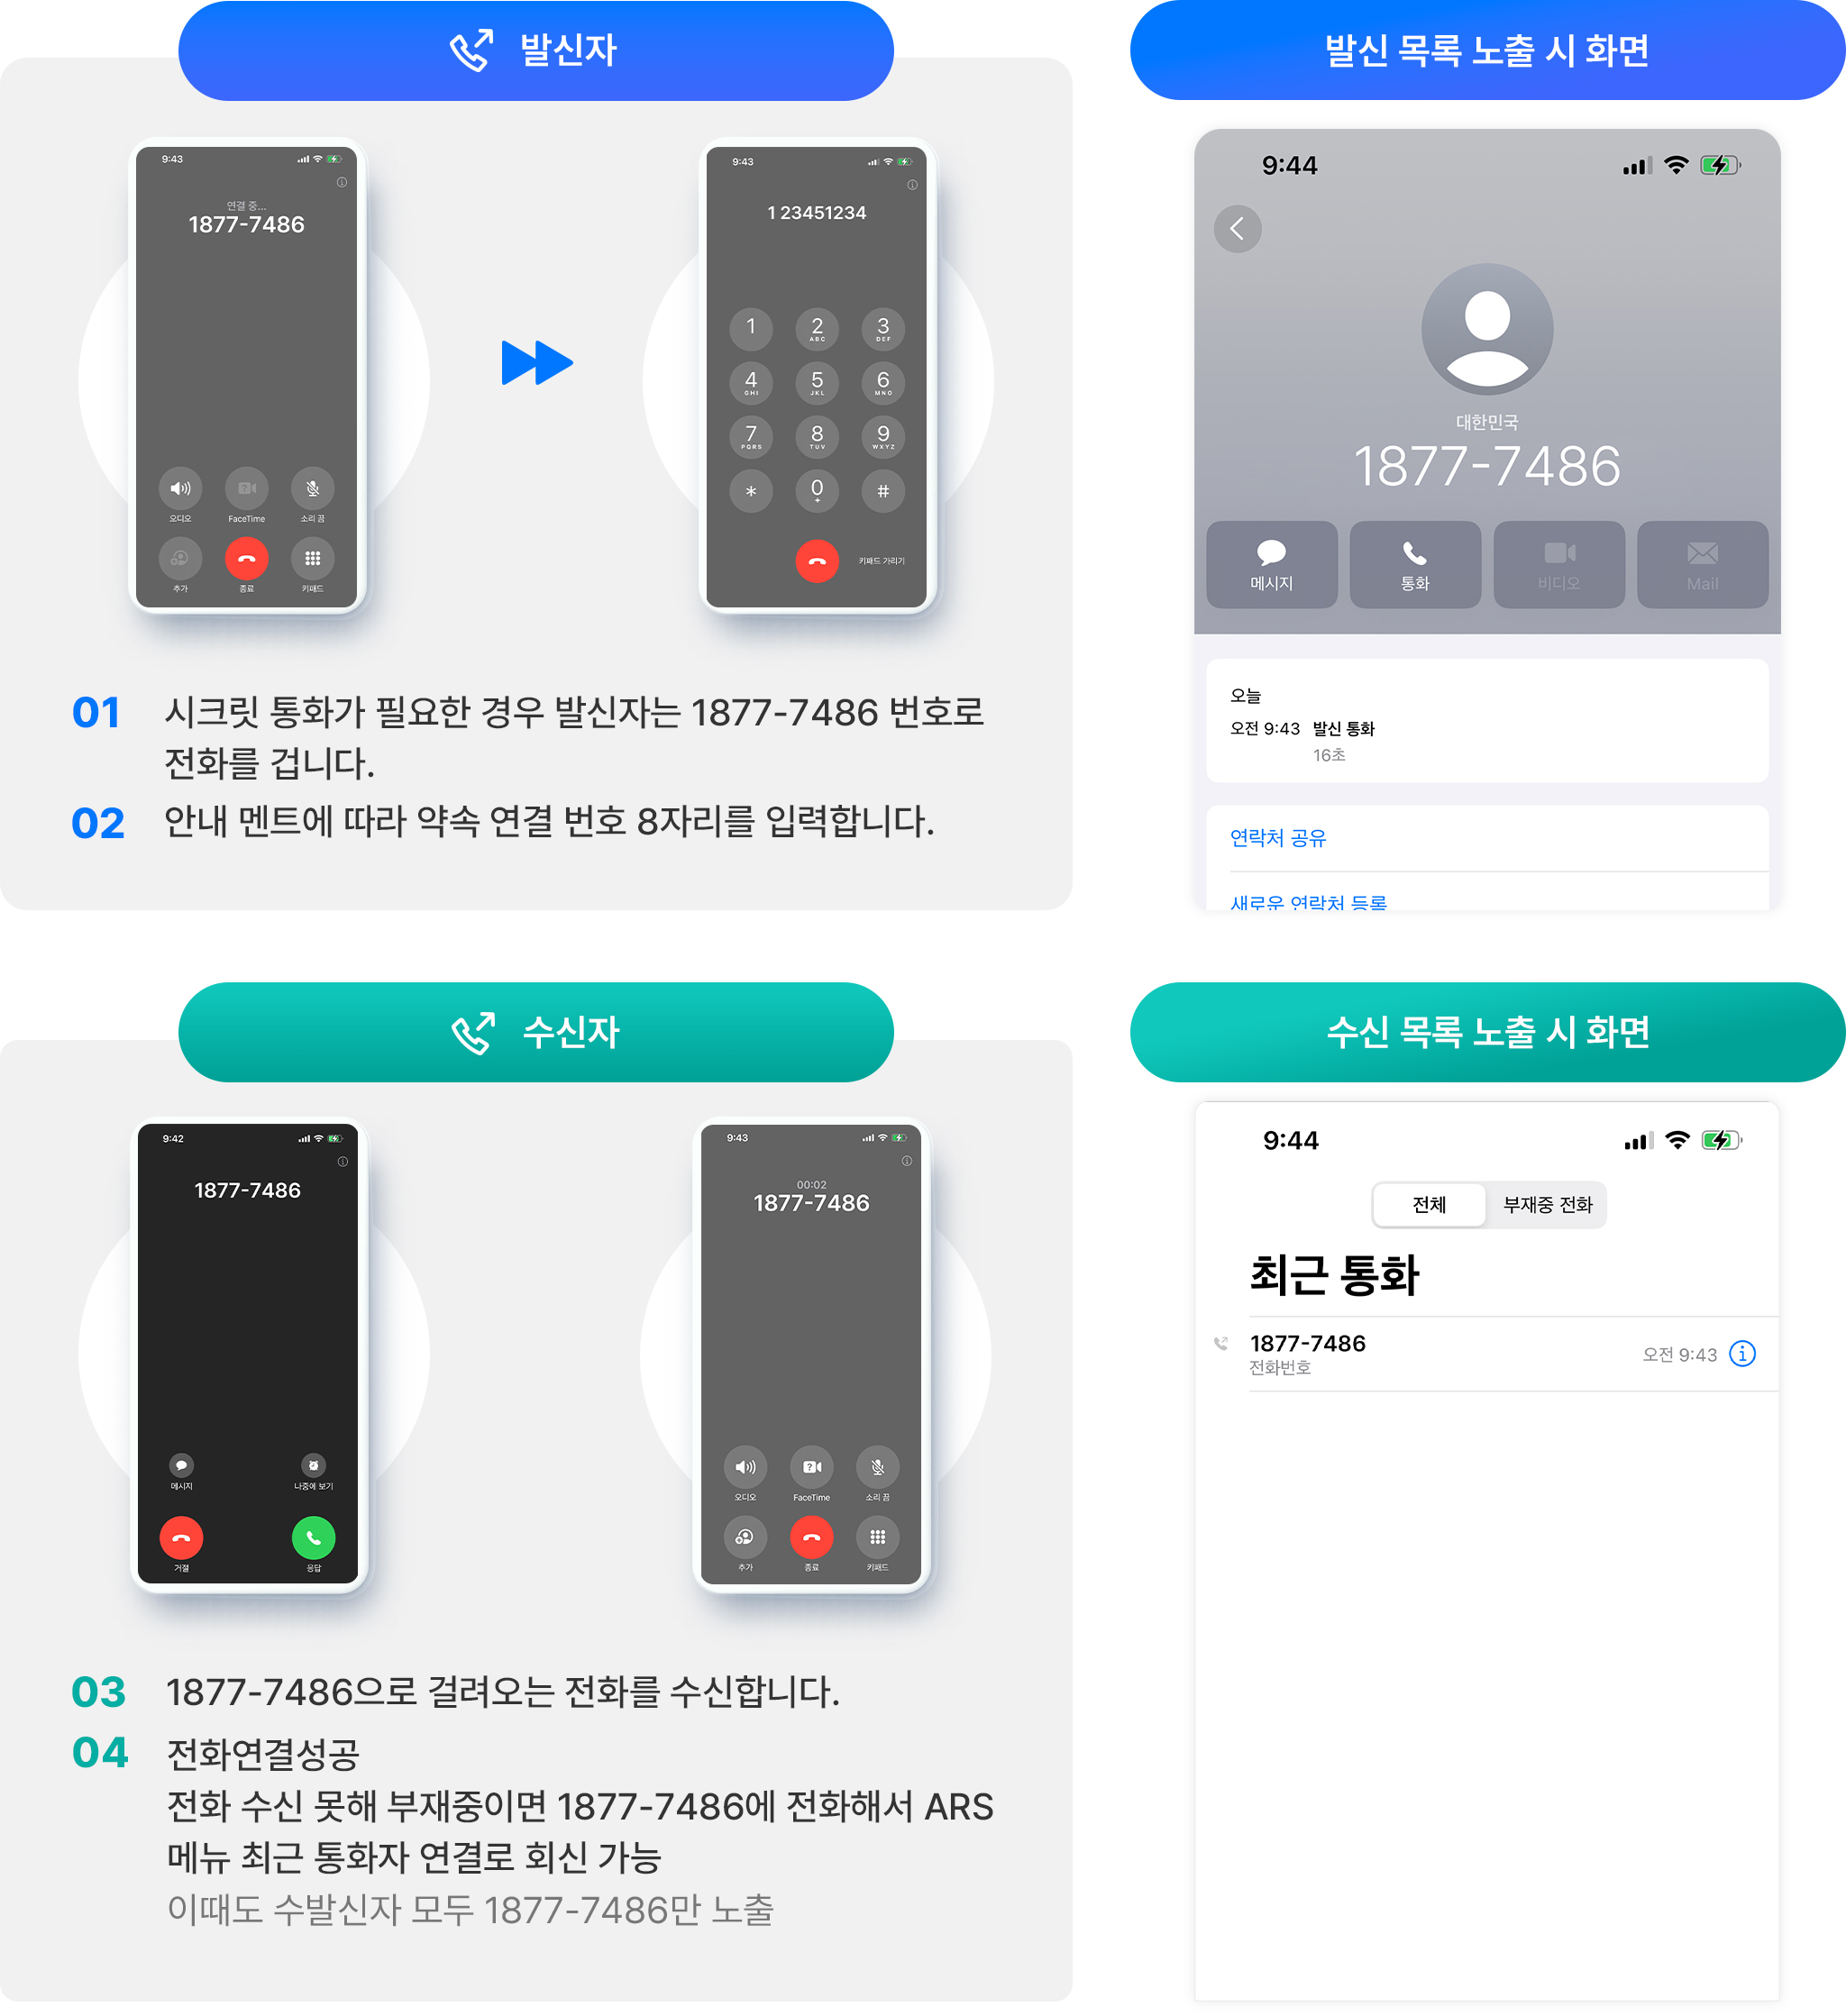 발신자
9:43
연결 중...
1877-7486
오디오
FaceTime
소리 끔
추가
종료
키패드
9:43
1 23451234
1
2
ABC
3
DEF
4
GHI
5
JKL
6
MNO
7
PQRS
8
TUV
9
WXYZ
*
0
+
#
키패드 가리기
01 시크릿 통화가 필요한 경우 발신자는 1877-7486 번호로
전화를 겁니다.
02 안내 멘트에 따라 약속 연결 번호 8자리를 입력합니다.
발신 목록 노출 시 화면
9:44
대한민국
1877-7486
메시지
통화
비디오
Mail
오늘
오전 9:43 발신 통화
16초
연락처 공유
새로운 연락처 등록
수신자
9:42
1877-7486
메시지
나중에 보기
거절
응답
9:43
00:02
1877-7486
오디오
FaceTime
소리 끔
추가
종료
키패드
03 1877-7486으로 걸려오는 전화를 수신합니다.
04 전화연결성공
전화 수신 못해 부재중이면 1877-7486에 전화해서 ARS
메뉴 최근 통화자 연결로 회신 가능
이때도 수발신자 모두 1877-7486만 노출
수신 목록 노출 시 화면
9:44
전체
부재중 전화
최근 통화
1877-7486
전화번호
오전 9:43